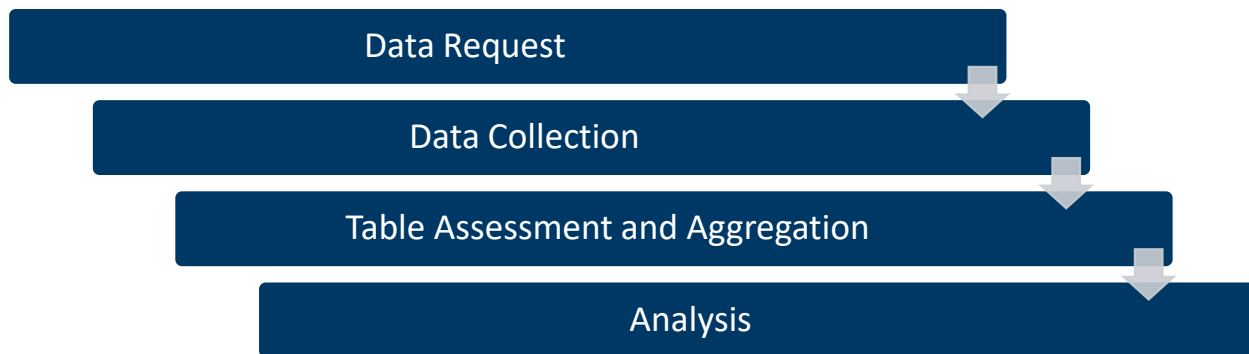 Data Request
Data Collection
Table Assessment and Aggregation
Analysis